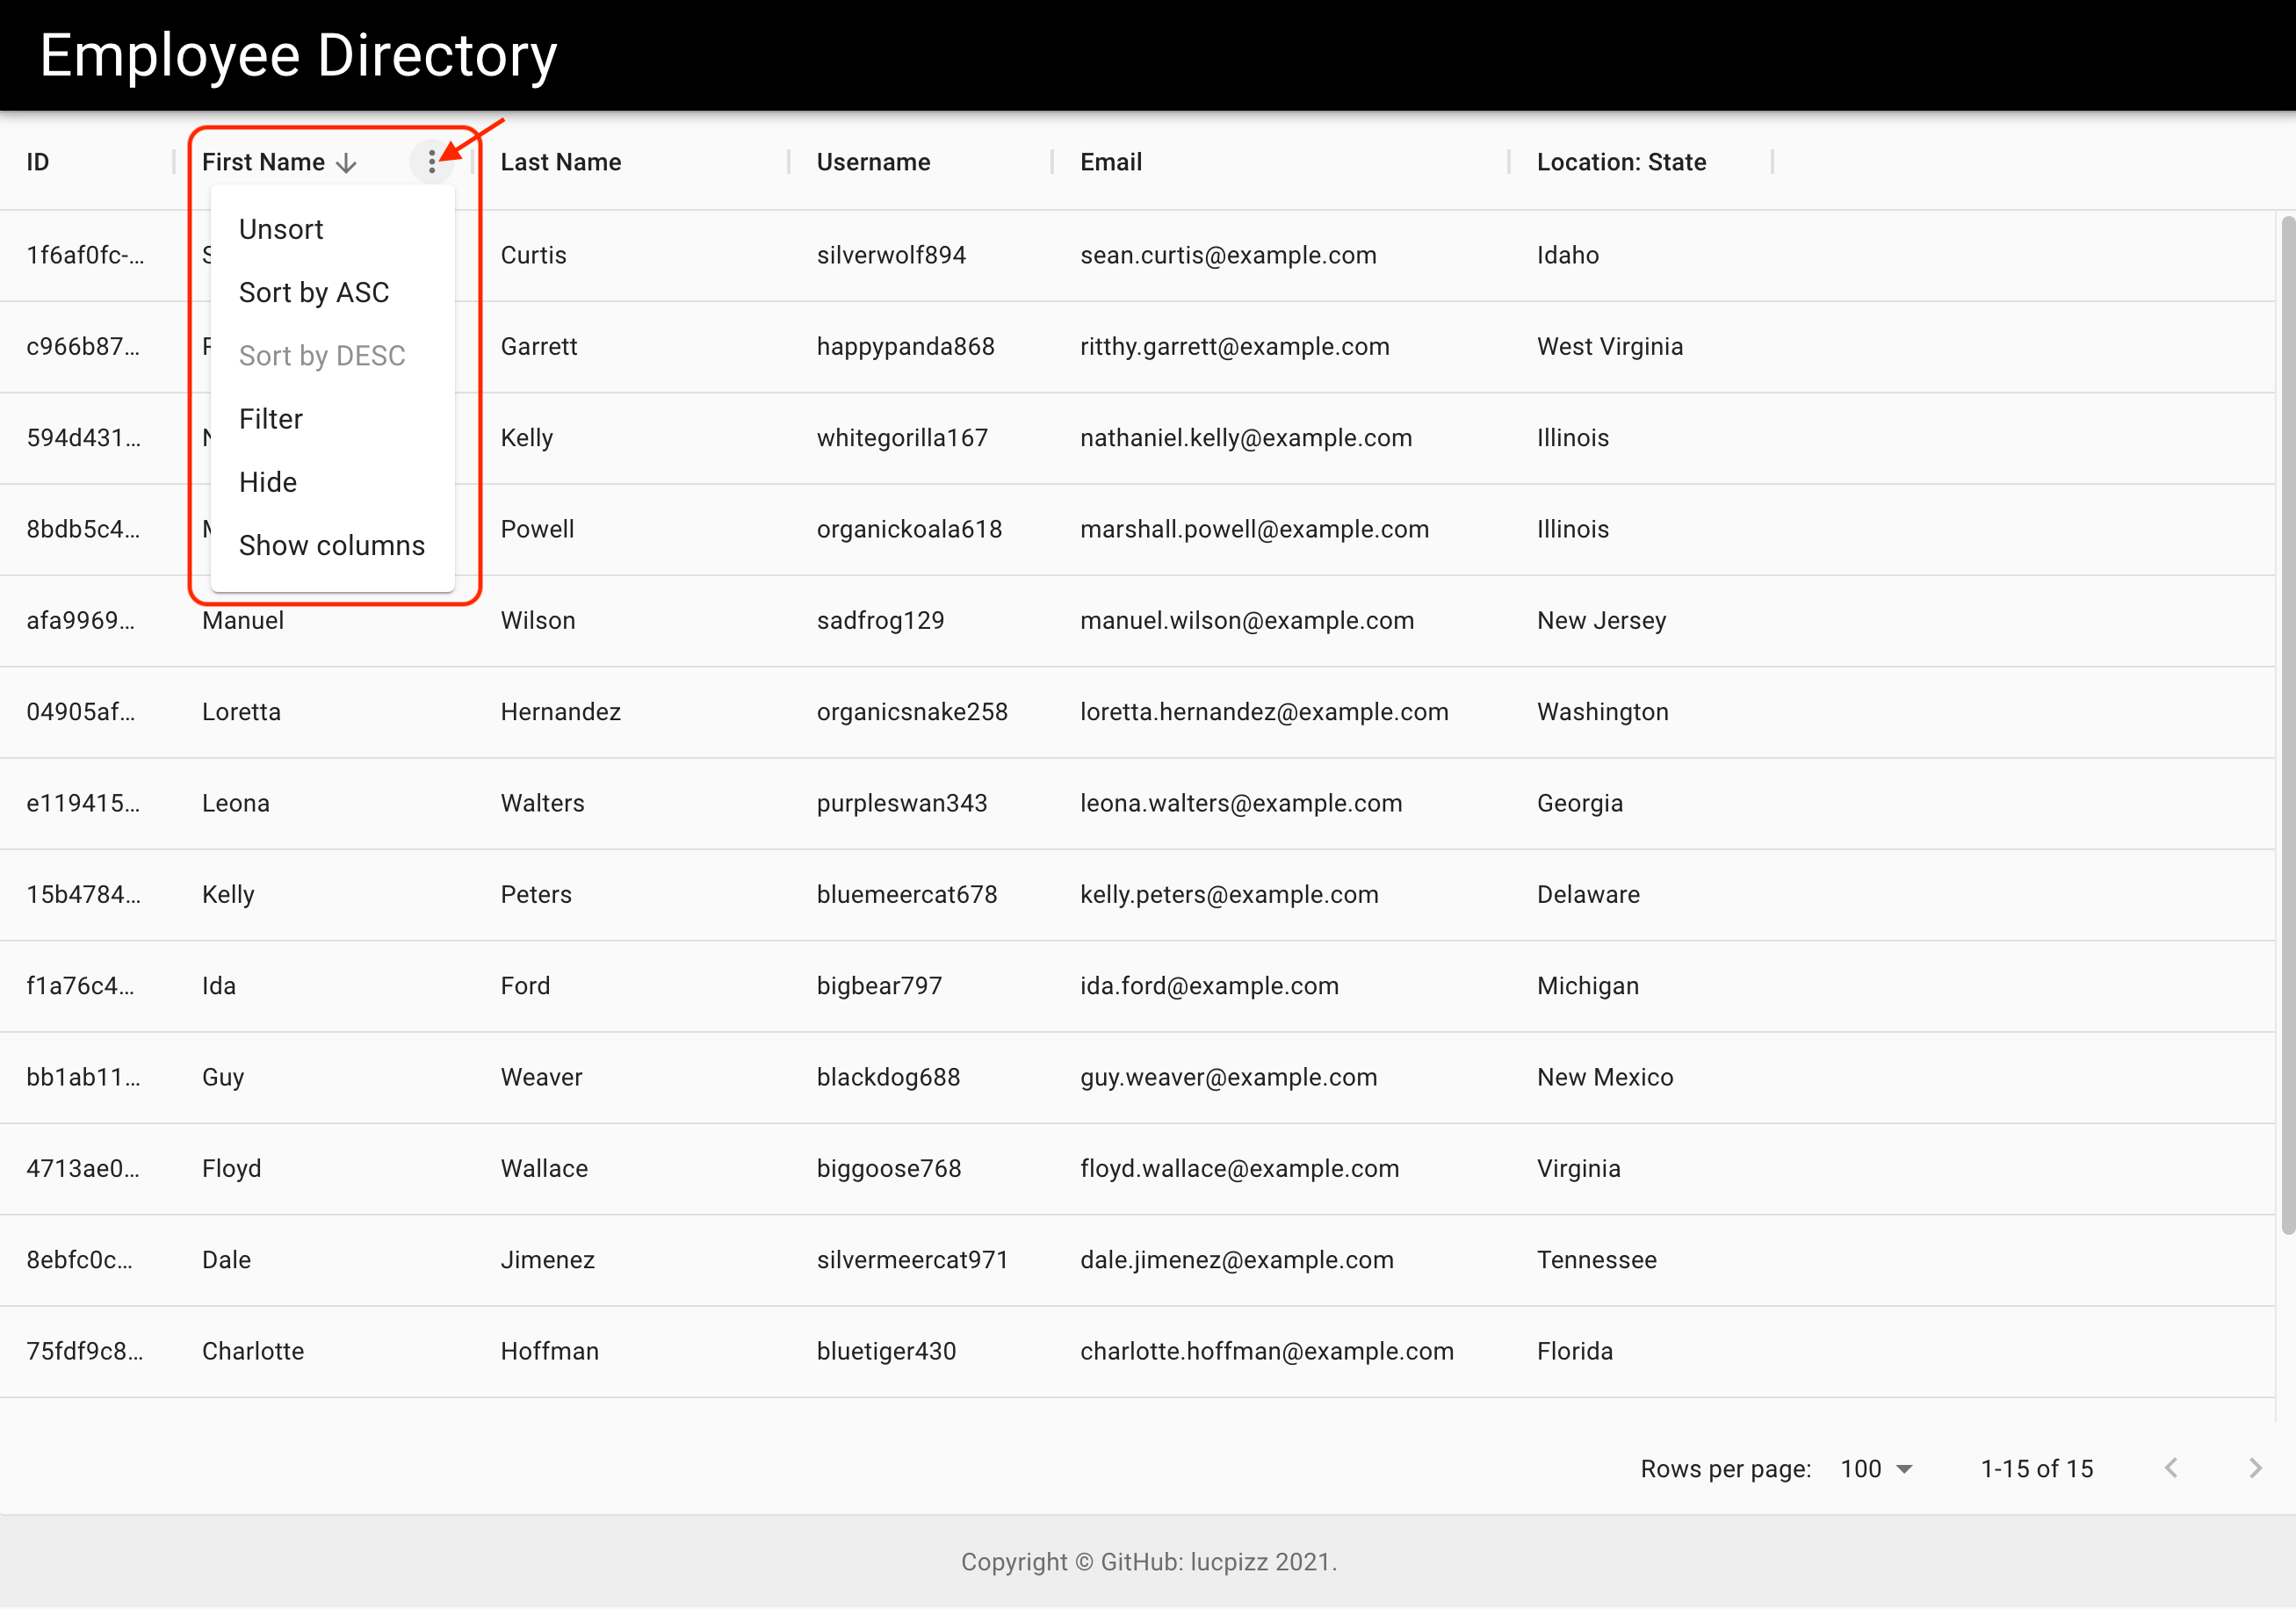 Employee Directory
ID First Name Last Name Username Email Location: State
Unsort
Sort by ASC
Sort by DESC
Filter
Hide
Show columns
1f6af0fc-... Curtis silverwolf894 sean.curtis@example.com Idaho
c966b87... Garrett happypanda868 ritthy.garrett@example.com West Virginia
594d431... Kelly whitegorilla167 nathaniel.kelly@example.com Illinois
8bdb5c4... Powell organickoala618 marshall.powell@example.com Illinois
afa9969... Manuel Wilson sadfrog129 manuel.wilson@example.com New Jersey
04905af... Loretta Hernandez organicsnake258 loretta.hernandez@example.com Washington
e119415... Leona Walters purpleswan343 leona.walters@example.com Georgia
15b4784... Kelly Peters bluemeercat678 kelly.peters@example.com Delaware
f1a76c4... Ida Ford bigbear797 ida.ford@example.com Michigan
bb1ab11... Guy Weaver blackdog688 guy.weaver@example.com New Mexico
4713ae0... Floyd Wallace biggoose768 floyd.wallace@example.com Virginia
8ebfc0c... Dale Jimenez silvermeercat971 dale.jimenez@example.com Tennessee
75fdf9c8... Charlotte Hoffman bluetiger430 charlotte.hoffman@example.com Florida
Rows per page: 100 1-15 of 15
Copyright © GitHub: lucpizz 2021.